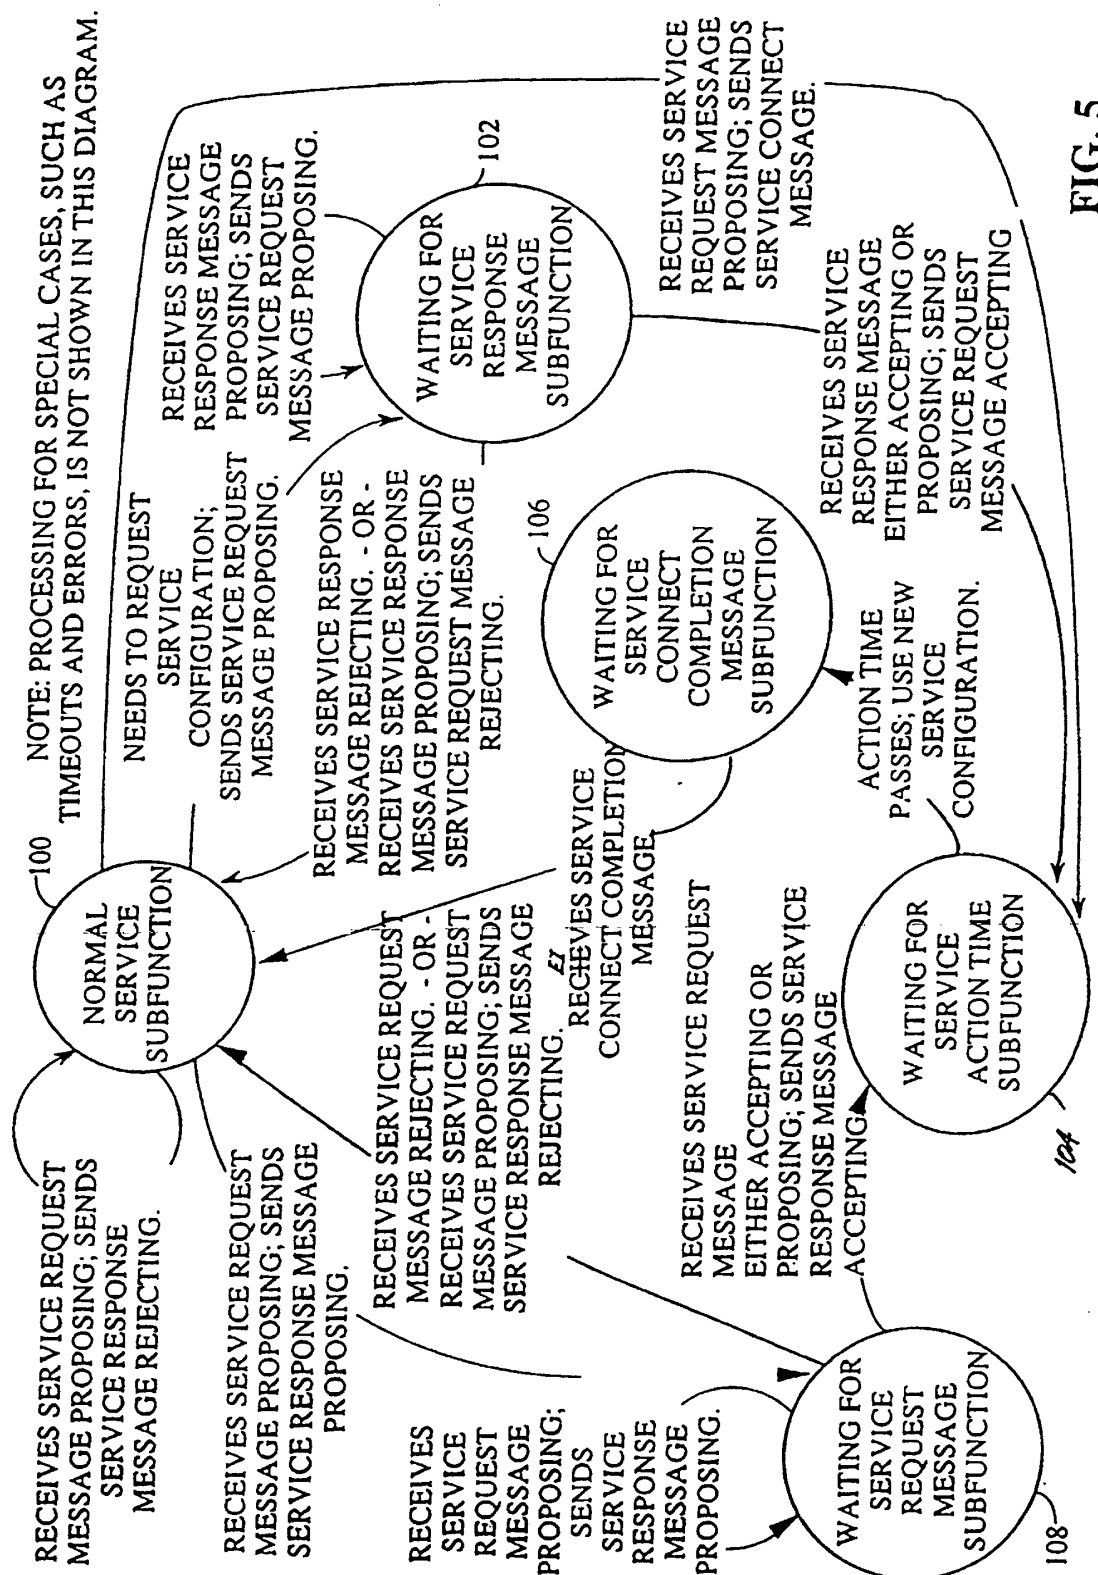 NOTE: PROCESSING FOR SPECIAL CASES, SUCH AS
TIMEOUTS AND ERRORS, IS NOT SHOWN IN THIS DIAGRAM.
RECEIVES SERVICE REQUEST
MESSAGE PROPOSING; SENDS
SERVICE RESPONSE
MESSAGE REJECTING.
100
NORMAL
SERVICE
SUBFUNCTION
NEEDS TO REQUEST
SERVICE
CONFIGURATION;
SENDS SERVICE REQUEST
MESSAGE PROPOSING.
RECEIVES SERVICE
RESPONSE MESSAGE
PROPOSING; SENDS
SERVICE REQUEST
MESSAGE PROPOSING.
RECEIVES SERVICE REQUEST
MESSAGE PROPOSING; SENDS
SERVICE RESPONSE MESSAGE
PROPOSING.
RECEIVES SERVICE RESPONSE
MESSAGE REJECTING. - OR -
RECEIVES SERVICE RESPONSE
MESSAGE PROPOSING; SENDS
SERVICE REQUEST MESSAGE
REJECTING.
102
WAITING FOR
SERVICE
RESPONSE
MESSAGE
SUBFUNCTION
RECEIVES SERVICE REQUEST
MESSAGE REJECTING. - OR -
RECEIVES SERVICE REQUEST
MESSAGE PROPOSING; SENDS
SERVICE RESPONSE MESSAGE
REJECTING.
EI
RECIEVES SERVICE
CONNECT COMPLETION
MESSAGE
106
WAITING FOR
SERVICE
CONNECT
COMPLETION
MESSAGE
SUBFUNCTION
RECEIVES SERVICE
REQUEST MESSAGE
PROPOSING; SENDS
SERVICE CONNECT
MESSAGE.
RECEIVES
SERVICE
REQUEST
MESSAGE
PROPOSING;
SENDS
SERVICE
RESPONSE
MESSAGE
PROPOSING.
RECEIVES SERVICE REQUEST
MESSAGE
EITHER ACCEPTING OR
PROPOSING; SENDS SERVICE
RESPONSE MESSAGE
ACCEPTING
ACTION TIME
PASSES; USE NEW
SERVICE
CONFIGURATION.
RECEIVES SERVICE
RESPONSE MESSAGE
EITHER ACCEPTING OR
PROPOSING; SENDS
SERVICE REQUEST
MESSAGE ACCEPTING
108
WAITING FOR
SERVICE
REQUEST
MESSAGE
SUBFUNCTION
104
WAITING FOR
SERVICE
ACTION TIME
SUBFUNCTION
FIG. 5